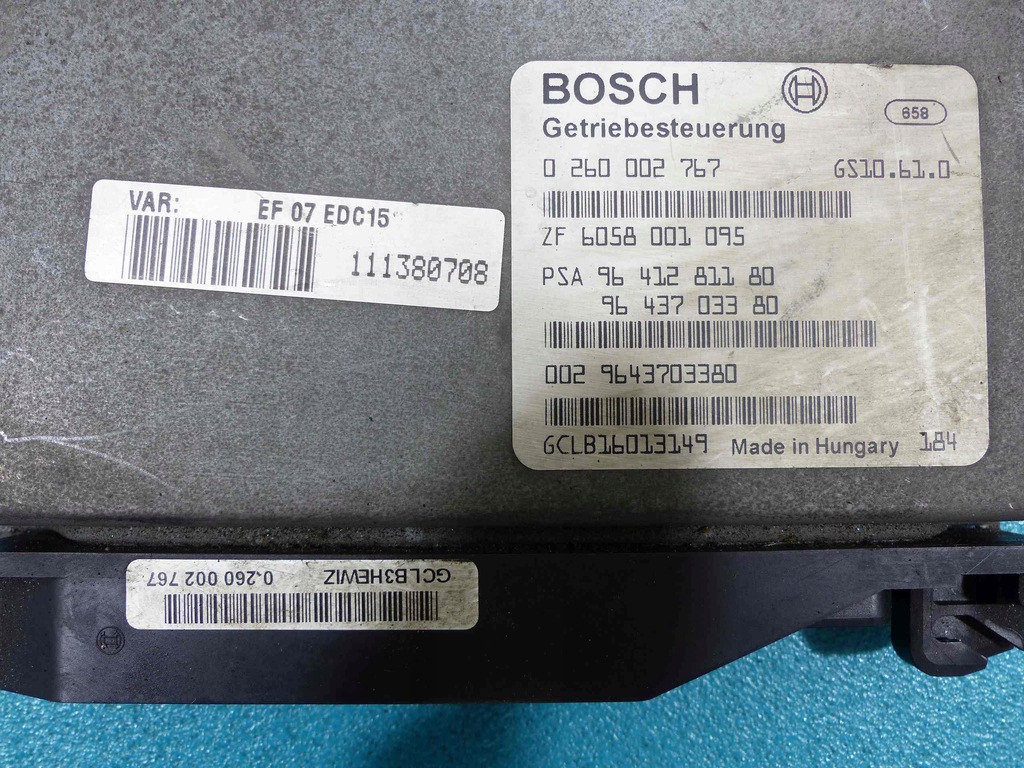 BOSCH
658
Getriebesteuerung
0 260 002 767 GS10.61.0
ZF 6058 001 095
PSA 96 412 811 80
96 437 033 80
002 9643703380
GCLB16013149 Made in Hungary 184
VAR: EF 07 EDC15
111380708
GCLB3HEWIZ 0.260 002 767